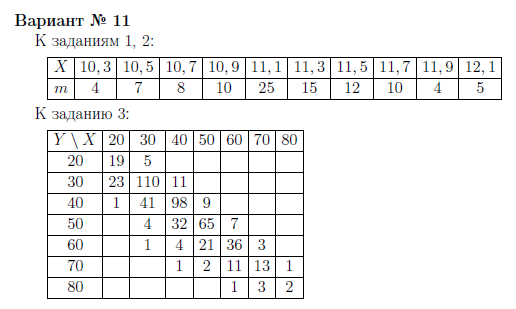 Вариант № 11
К заданиям 1, 2:
X 10, 3 10, 5 10, 7 10, 9 11, 1 11, 3 11, 5 11, 7 11, 9 12, 1
m 4 7 8 10 25 15 12 10 4 5
К заданию 3:
Y \ X 20 30 40 50 60 70 80
20 19 5
30 23 110 11
40 1 41 98 9
50 4 32 65 7
60 1 4 21 36 3
70 1 2 11 13 1
80 1 3 2